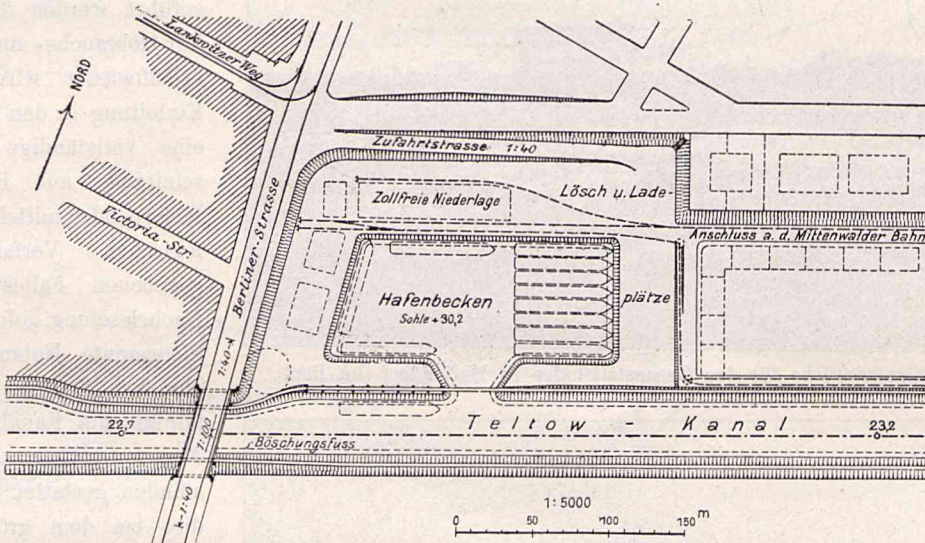 Lankwitzer Weg
NORD
Zufahrtstrasse 1:40
Zollfreie Niederlage
Lösch u. Lade-
Victoria-Str.
Berliner-Strasse
Anschluss a. d. Mittenwalder Bahn
Hafenbecken
Sohle + 30,2
plätze
1:40
22,7
Teltow Kanal
23,2
1:100
Böschungsfuss
1:40
1:5000
0 50 100 150 m